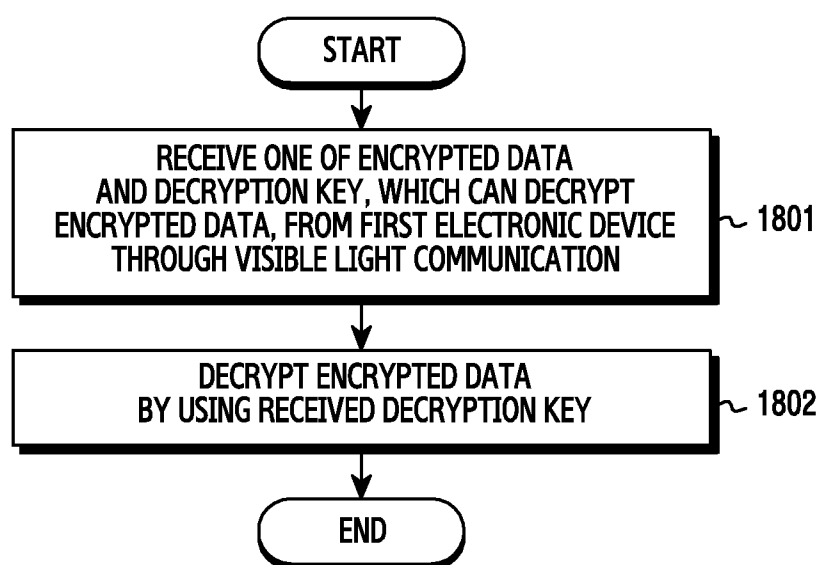 START
RECEIVE ONE OF ENCRYPTED DATA
AND DECRYPTION KEY, WHICH CAN DECRYPT
ENCRYPTED DATA, FROM FIRST ELECTRONIC DEVICE
THROUGH VISIBLE LIGHT COMMUNICATION
1801
DECRYPT ENCRYPTED DATA
BY USING RECEIVED DECRYPTION KEY
1802
END